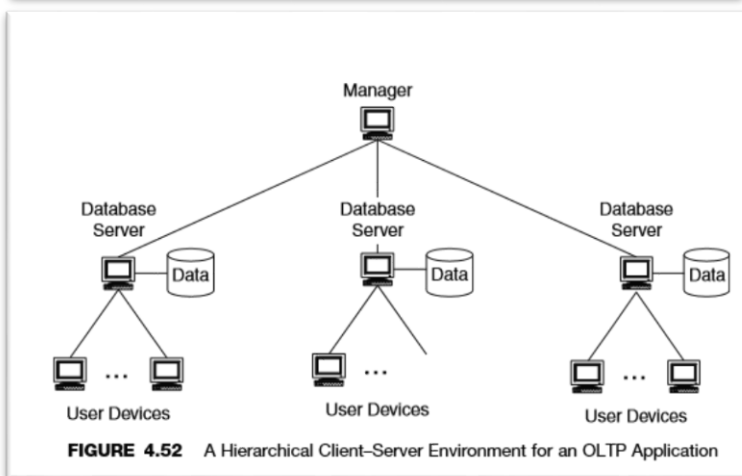 Manager
Database
Server
Database
Server
Database
Server
Data
Data
Data
...
...
...
User Devices
User Devices
User Devices
FIGURE 4.52 A Hierarchical Client–Server Environment for an OLTP Application